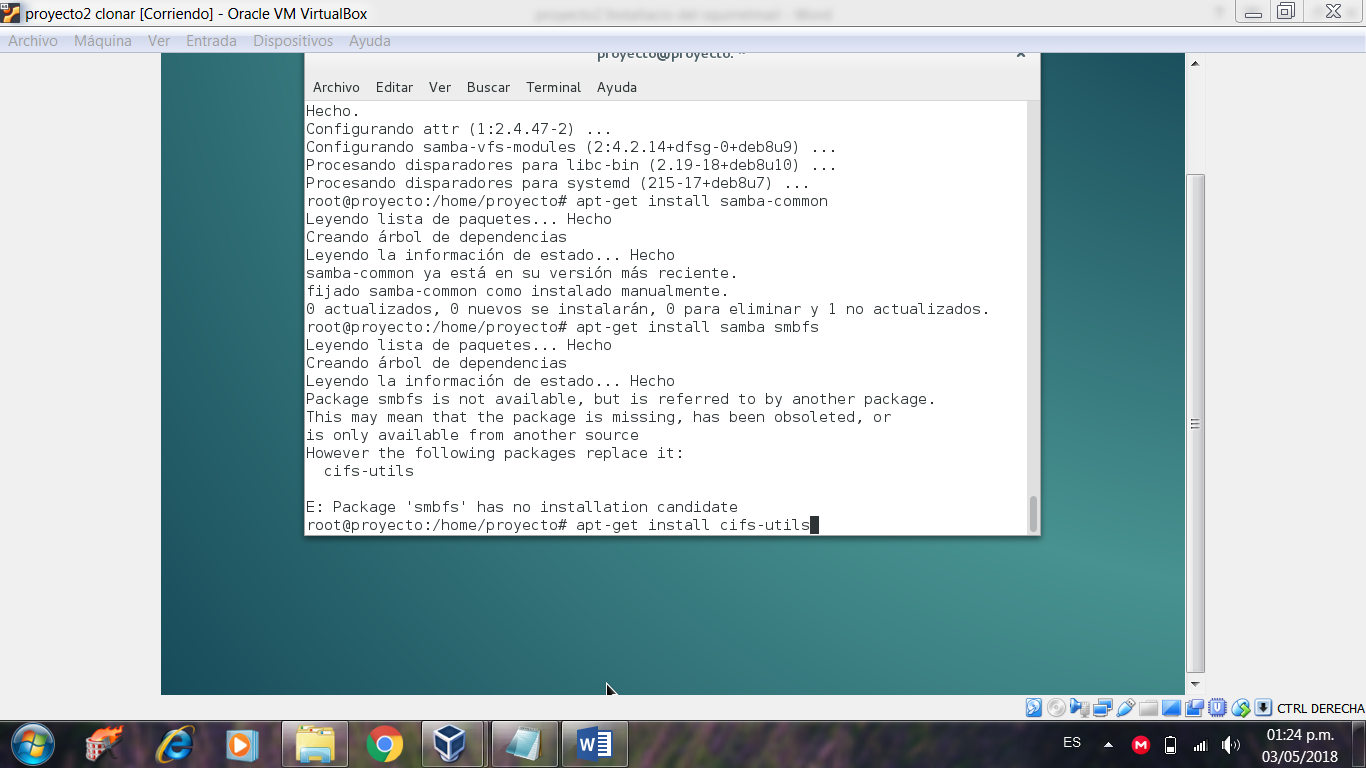 proyecto2 clonar [Corriendo] - Oracle VM VirtualBox
Archivo Máquina Ver Entrada Dispositivos Ayuda
proyecto@proyecto: ~
Archivo Editar Ver Buscar Terminal Ayuda
Hecho.
Configurando attr (1:2.4.47-2) ...
Configurando samba-vfs-modules (2:4.2.14+dfsg-0+deb8u9) ...
Procesando disparadores para libc-bin (2.19-18+deb8u10) ...
Procesando disparadores para systemd (215-17+deb8u7) ...
root@proyecto:/home/proyecto# apt-get install samba-common
Leyendo lista de paquetes... Hecho
Creando árbol de dependencias
Leyendo la información de estado... Hecho
samba-common ya está en su versión más reciente.
fijado samba-common como instalado manualmente.
0 actualizados, 0 nuevos se instalarán, 0 para eliminar y 1 no actualizados.
root@proyecto:/home/proyecto# apt-get install samba smbfs
Leyendo lista de paquetes... Hecho
Creando árbol de dependencias
Leyendo la información de estado... Hecho
Package smbfs is not available, but is referred to by another package.
This may mean that the package is missing, has been obsoleted, or
is only available from another source
However the following packages replace it:
cifs-utils
E: Package 'smbfs' has no installation candidate
root@proyecto:/home/proyecto# apt-get install cifs-utils
CTRL DERECHA
ES
01:24 p.m.
03/05/2018